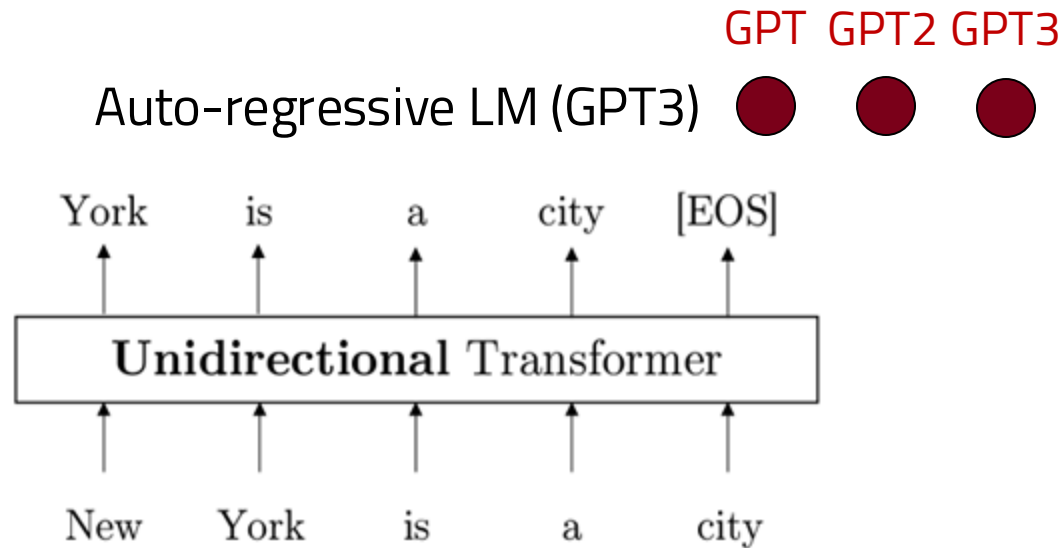 GPT GPT2 GPT3
Auto-regressive LM (GPT3)
York is a city [EOS]
Unidirectional Transformer
New York is a city